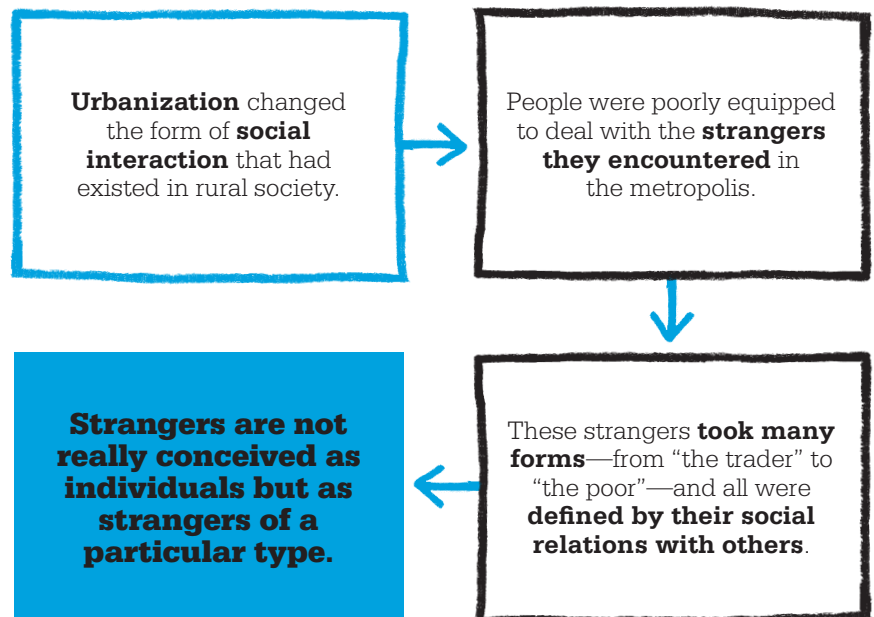 Urbanization changed
the form of social
interaction that had
existed in rural society.
People were poorly equipped
to deal with the strangers
they encountered in
the metropolis.
These strangers took many
forms—from “the trader” to
“the poor”—and all were
defined by their social
relations with others.
Strangers are not
really conceived as
individuals but as
strangers of a
particular type.